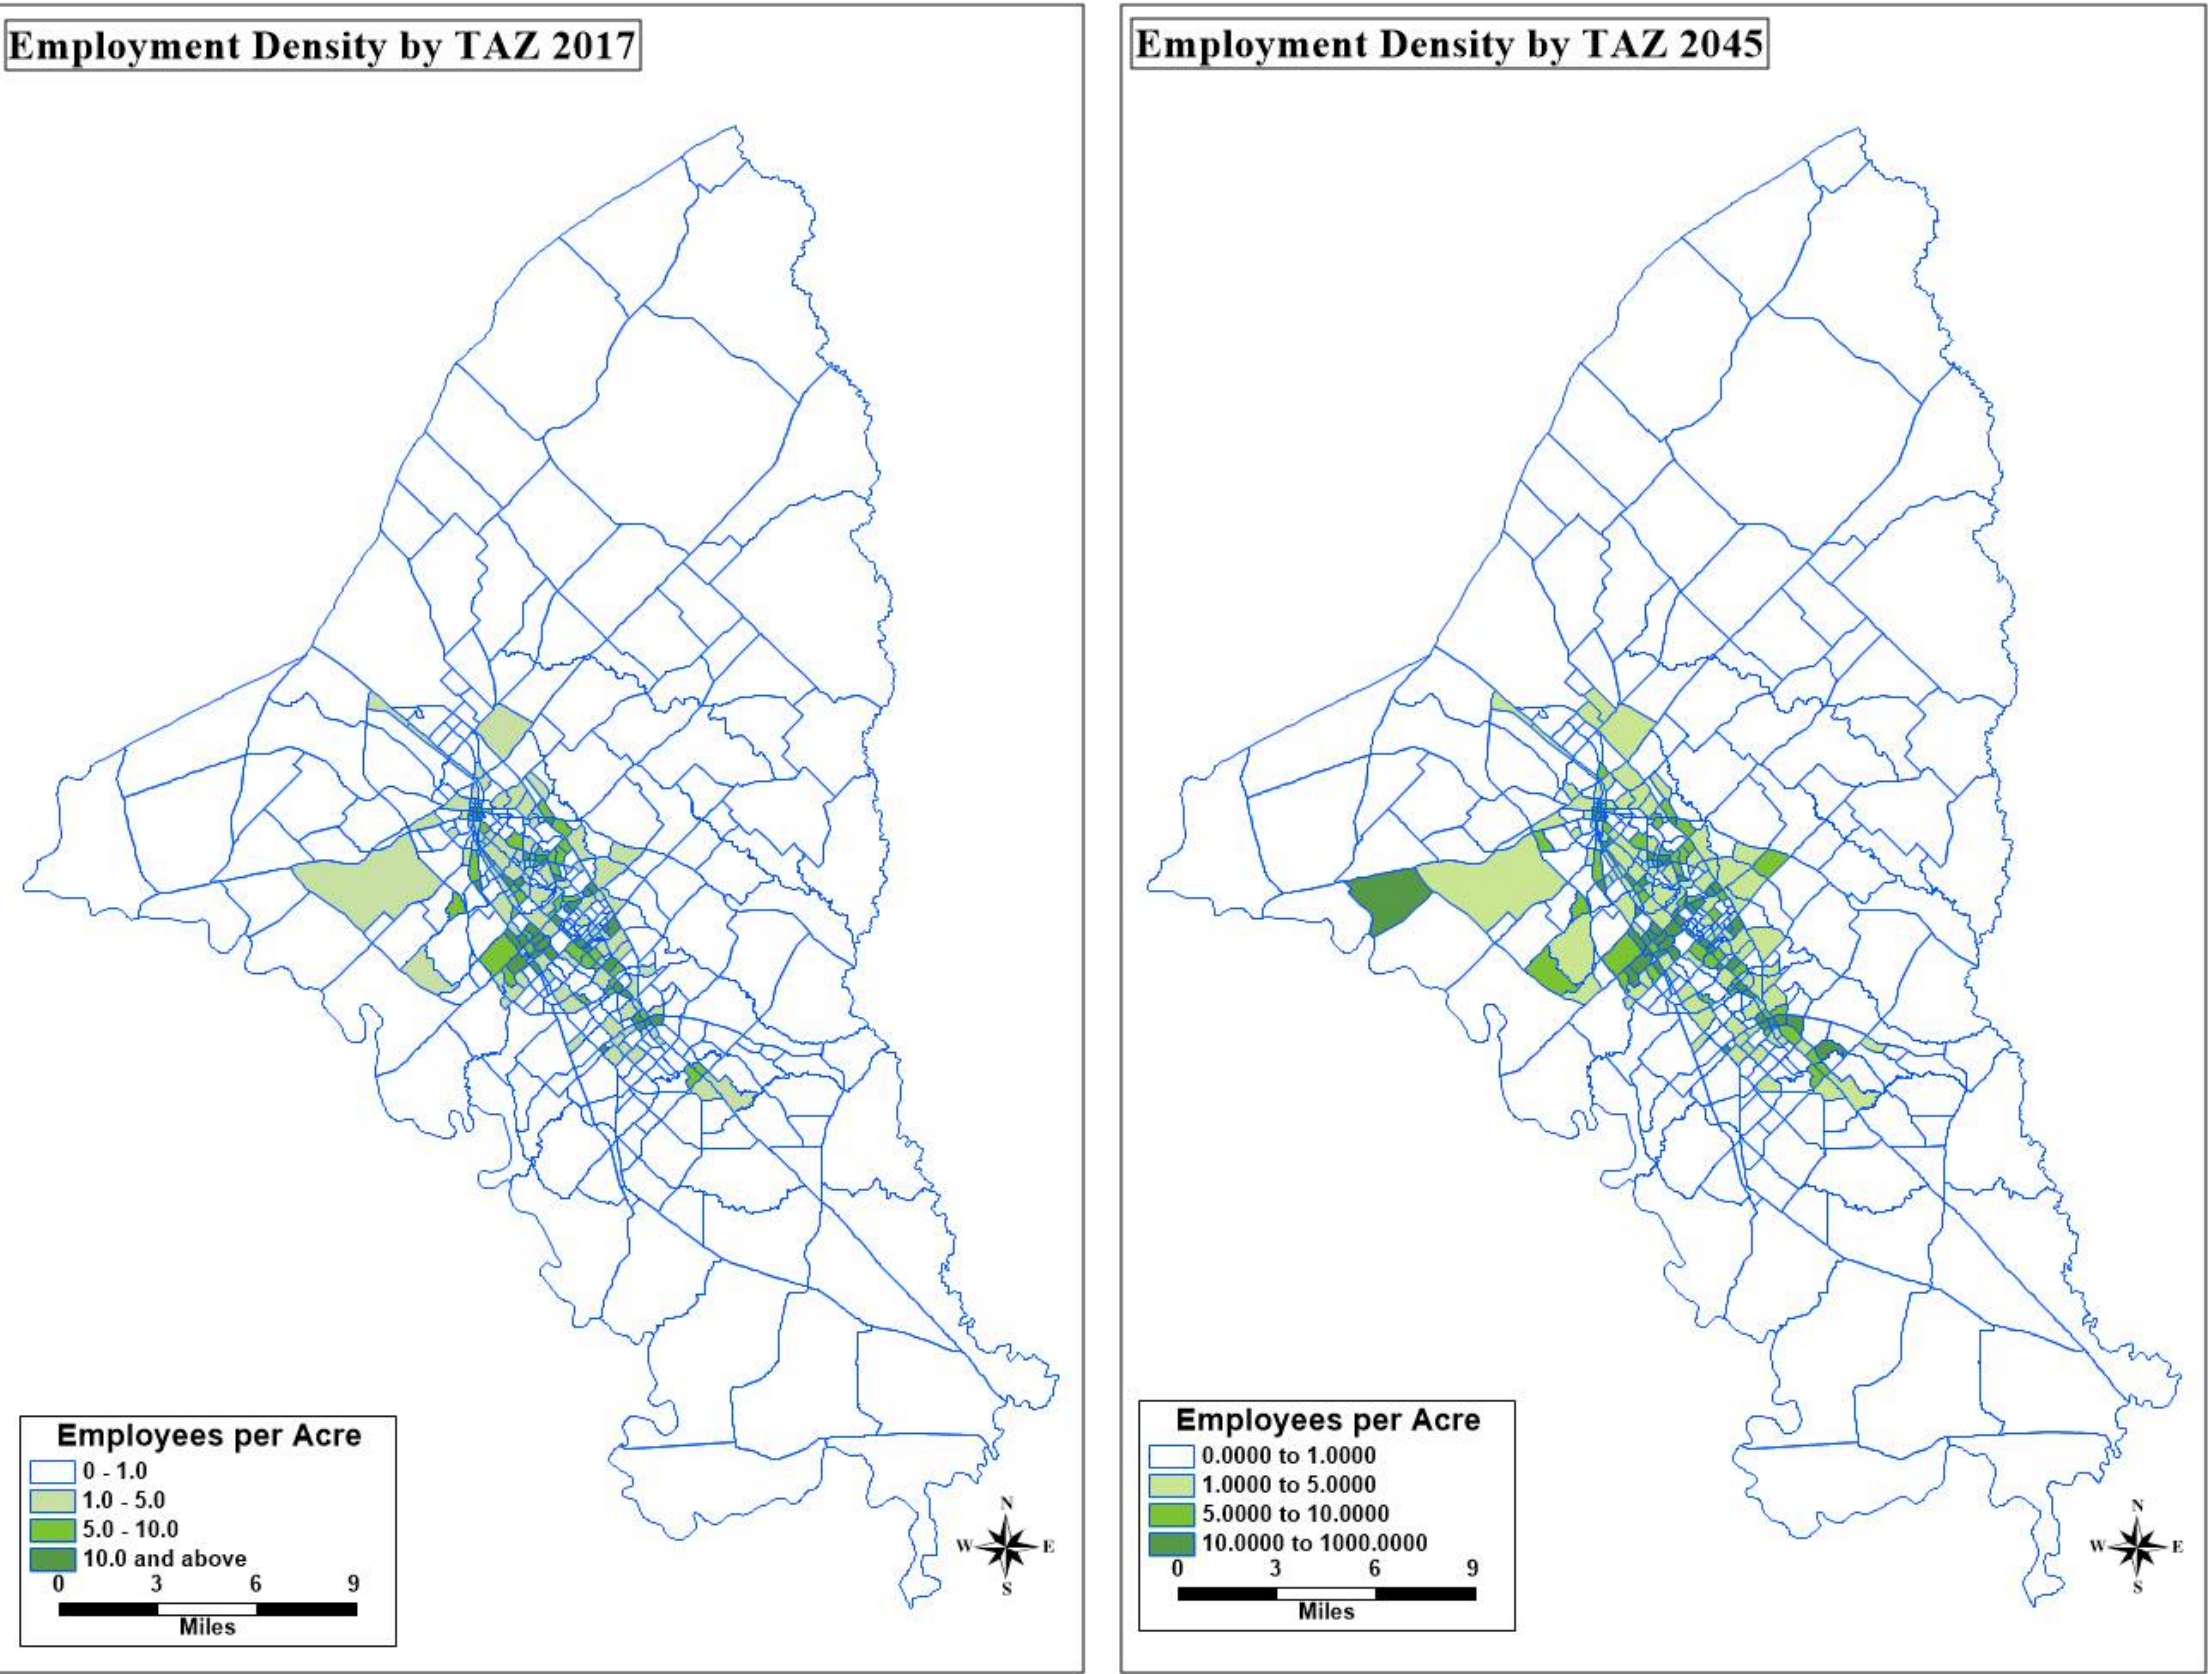 Employment Density by TAZ 2017
Employees per Acre
0 - 1.0
1.0 - 5.0
5.0 - 10.0
10.0 and above
0 3 6 9
Miles
N
W E
S
Employment Density by TAZ 2045
Employees per Acre
0.0000 to 1.0000
1.0000 to 5.0000
5.0000 to 10.0000
10.0000 to 1000.0000
0 3 6 9
Miles
N
W E
S